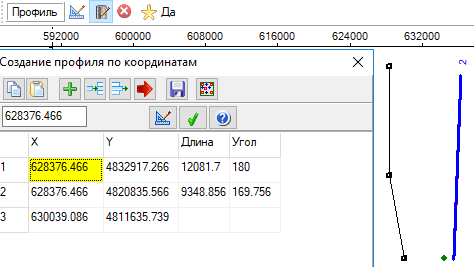 Профиль Да
592000 600000 608000 616000 624000 632000
Создание профиля по координатам
628376.466
X Y Длина Угол
1 628376.466 4832917.266 12081.7 180
2 628376.466 4820835.566 9348.856 169.756
3 630039.086 4811635.739
2